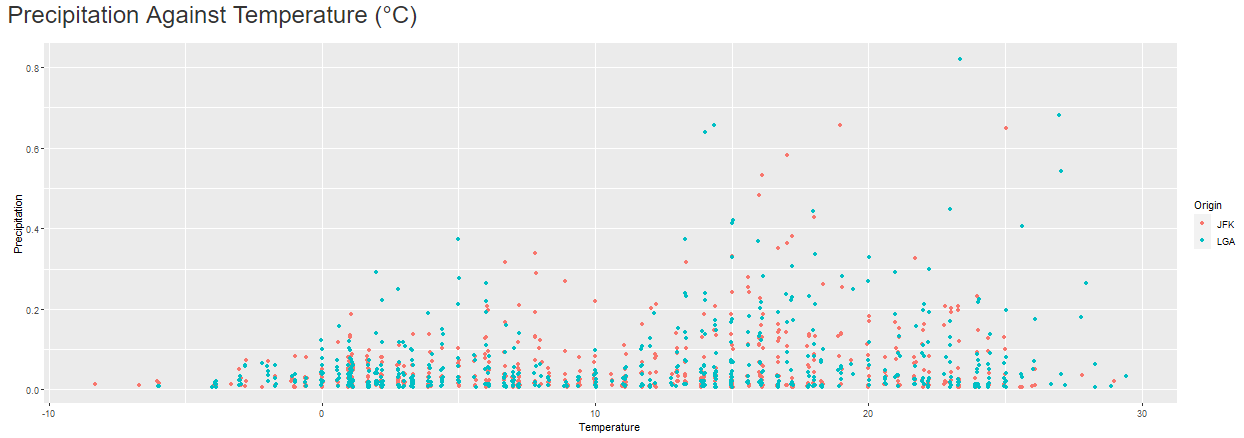 Precipitation Against Temperature (°C)
0.8
0.6
0.4
0.2
0.0
Precipitation
-10
0
10
20
30
Temperature
Origin
JFK
LGA